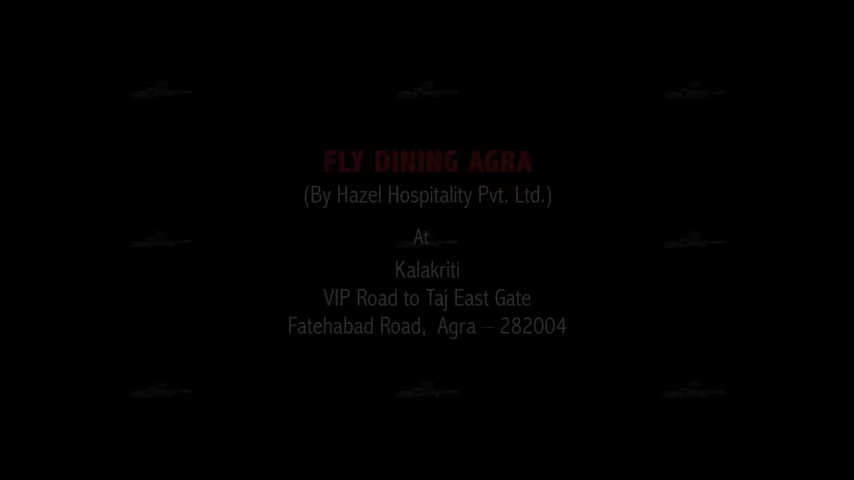 FLY DINING AGRA
(By Hazel Hospitality Pvt. Ltd.)
At
Kalakriti
VIP Road to Taj East Gate
Fatehabad Road, Agra – 282004